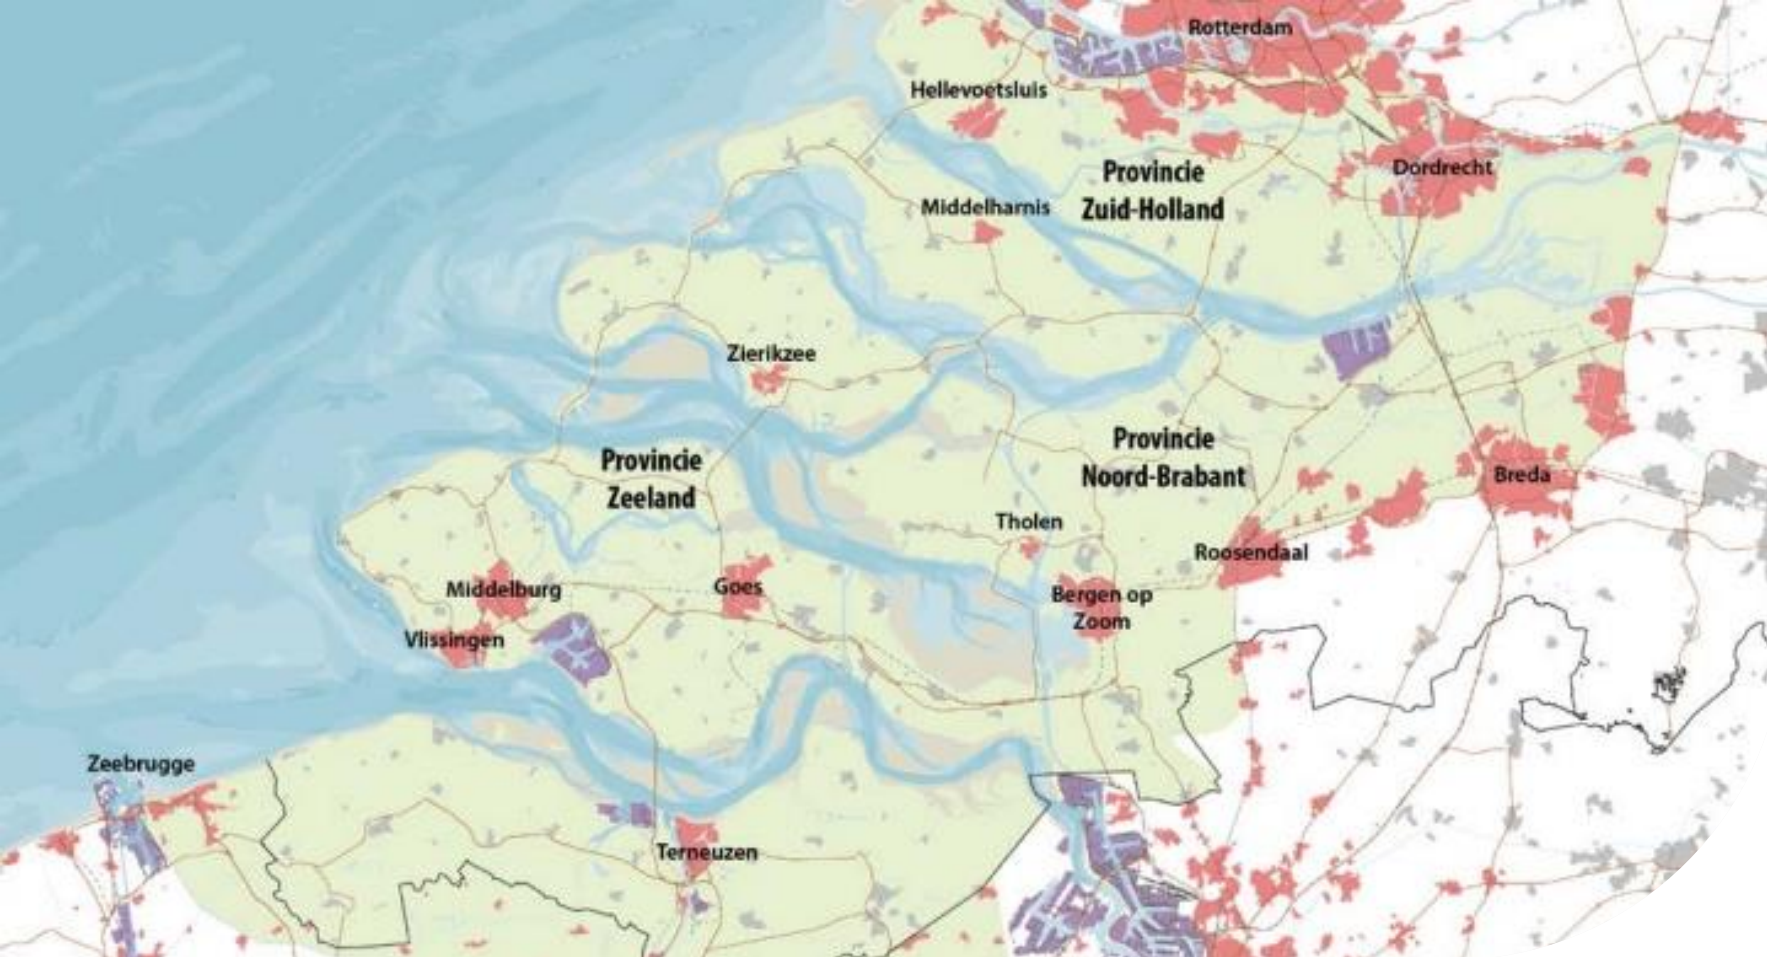 Rotterdam
Hellevoetsluis
Provincie
Zuid-Holland
Dordrecht
Middelharnis
Zierikzee
Provincie
Zeeland
Provincie
Noord-Brabant
Breda
Tholen
Roosendaal
Middelburg
Goes
Bergen op
Zoom
Vlissingen
Zeebrugge
Terneuzen